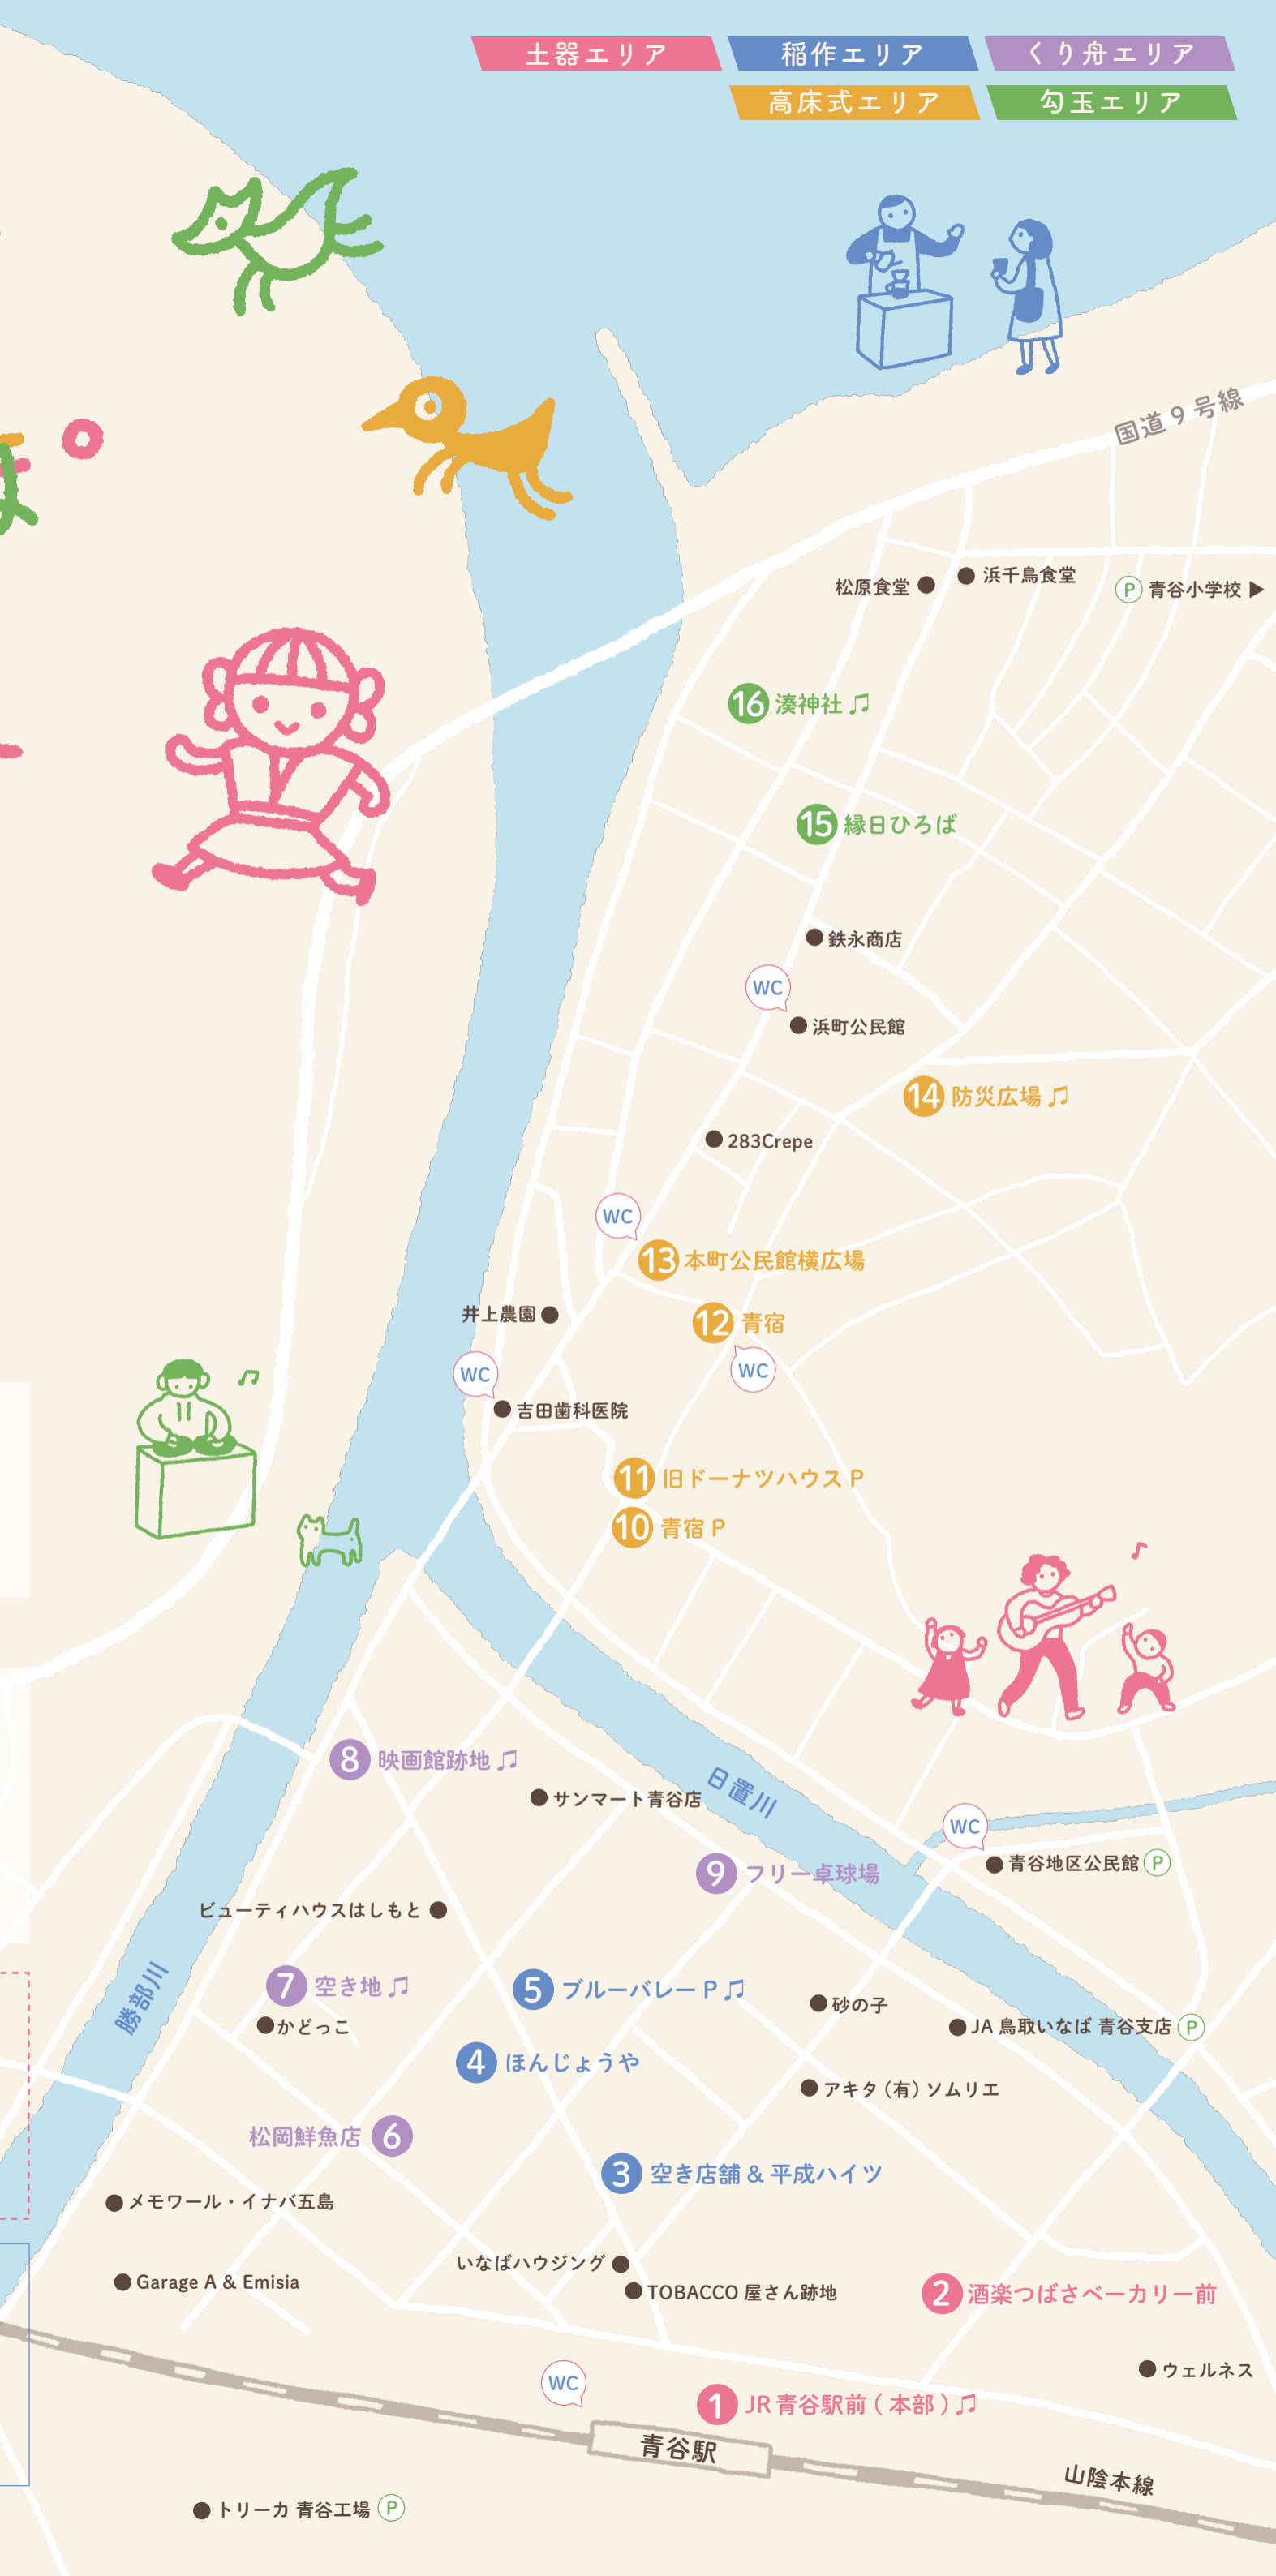 土器エリア
稲作エリア
くり舟エリア
高床式エリア
勾玉エリア
国道9号線
松原食堂
浜千鳥食堂
P 青谷小学校 ▶
16 湊神社 ♫
15 縁日ひろば
鉄永商店
WC
浜町公民館
14 防災広場 ♫
283Crepe
WC
13 本町公民館横広場
井上農園
12 青宿
WC
WC
吉田歯科医院
11 旧ドーナツハウス P
10 青宿 P
8 映画館跡地 ♫
サンマート青谷店
日置川
WC
青谷地区公民館 P
9 フリー卓球場
ビューティハウスはしもと
勝部川
7 空き地 ♫
かどっこ
5 ブルーバレー P ♫
砂の子
JA 鳥取いなば 青谷支店 P
4 ほんじょうや
アキタ (有) ソムリエ
松岡鮮魚店 6
3 空き店舗 & 平成ハイツ
メモワール・イナバ五島
いなばハウジング
Garage A & Emisia
TOBACCO 屋さん跡地
2 酒楽つばさベーカリー前
ウェルネス
WC
1 JR 青谷駅前 ( 本部 ) ♫
青谷駅
山陰本線
トリーカ 青谷工場 P